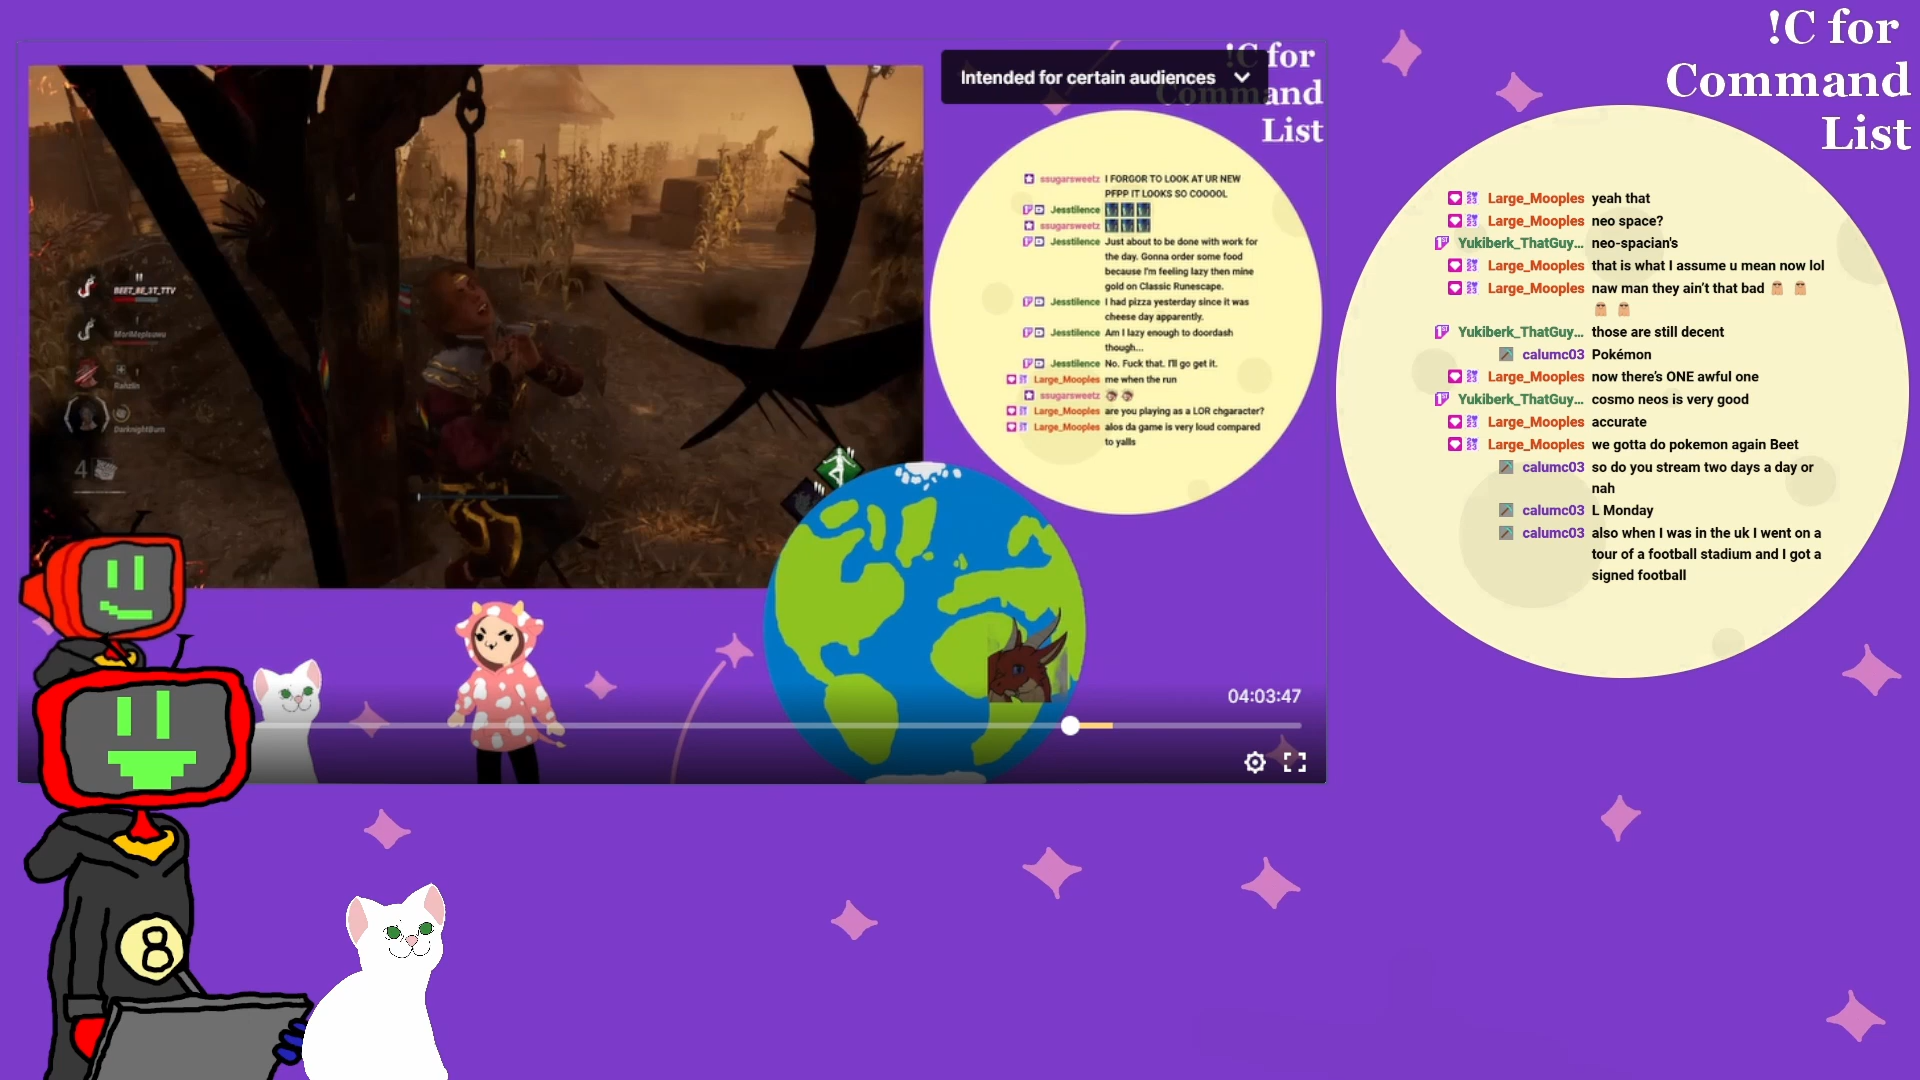 !C for
Command
List
Intended for certain audiences
!C for
Command
List
ssugarsweetz I FORGOR TO LOOK AT UR NEW
PFPP IT LOOKS SO COOOOL
Jesstilence
ssugarsweetz
Jesstilence Just about to be done with work for
the day. Gonna order some food
because I'm feeling lazy then mine
gold on Classic Runescape.
Jesstilence I had pizza yesterday since it was
cheese day apparently.
Jesstilence Am I lazy enough to doordash
though...
Jesstilence No. Fuck that. I'll go get it.
Large_Mooples me when the run
ssugarsweetz
Large_Mooples are you playing as a LOR chgaracter?
Large_Mooples alos da game is very loud compared
to yalls
BEET_BE_3T_TTV
MariMepIsuwu
Rahzlin
DarknightBurn
4
Large_Mooples yeah that
Large_Mooples neo space?
Yukiberk_ThatGuy... neo-spacian's
Large_Mooples that is what I assume u mean now lol
Large_Mooples naw man they ain't that bad
Yukiberk_ThatGuy... those are still decent
calumc03 Pokémon
Large_Mooples now there's ONE awful one
Yukiberk_ThatGuy... cosmo neos is very good
Large_Mooples accurate
Large_Mooples we gotta do pokemon again Beet
calumc03 so do you stream two days a day or
nah
calumc03 L Monday
calumc03 also when I was in the uk I went on a
tour of a football stadium and I got a
signed football
04:03:47
8